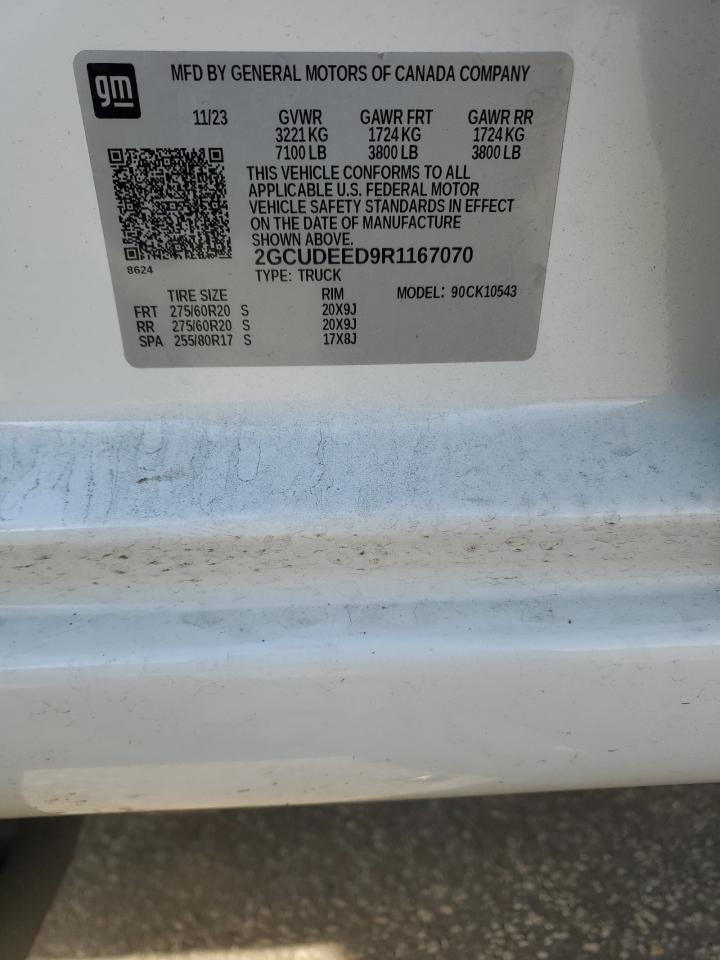 gm
MFD BY GENERAL MOTORS OF CANADA COMPANY
11/23 GVWR GAWR FRT GAWR RR
3221 KG 1724 KG 1724 KG
7100 LB 3800 LB 3800 LB
THIS VEHICLE CONFORMS TO ALL
APPLICABLE U.S. FEDERAL MOTOR
VEHICLE SAFETY STANDARDS IN EFFECT
ON THE DATE OF MANUFACTURE
SHOWN ABOVE.
2GCUDEED9R1167070
8624
TYPE: TRUCK
TIRE SIZE RIM MODEL: 90CK10543
FRT 275/60R20 S 20X9J
RR 275/60R20 S 20X9J
SPA 255/80R17 S 17X8J